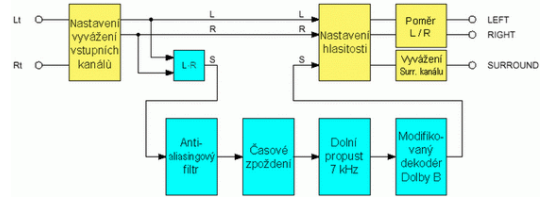 Lt
Nastavení
vyvážení
vstupních
kanálů
L
L
R
R
Nastavení
hlasitosti
Poměr
L / R
LEFT
RIGHT
Rt
L-R
S
S
Vyvážení
Surr. kanálu
SURROUND
Anti-
aliasingový
filtr
Časové
zpoždění
Dolní
propust
7 kHz
Modifiko-
vaný
dekodér
Dolby B